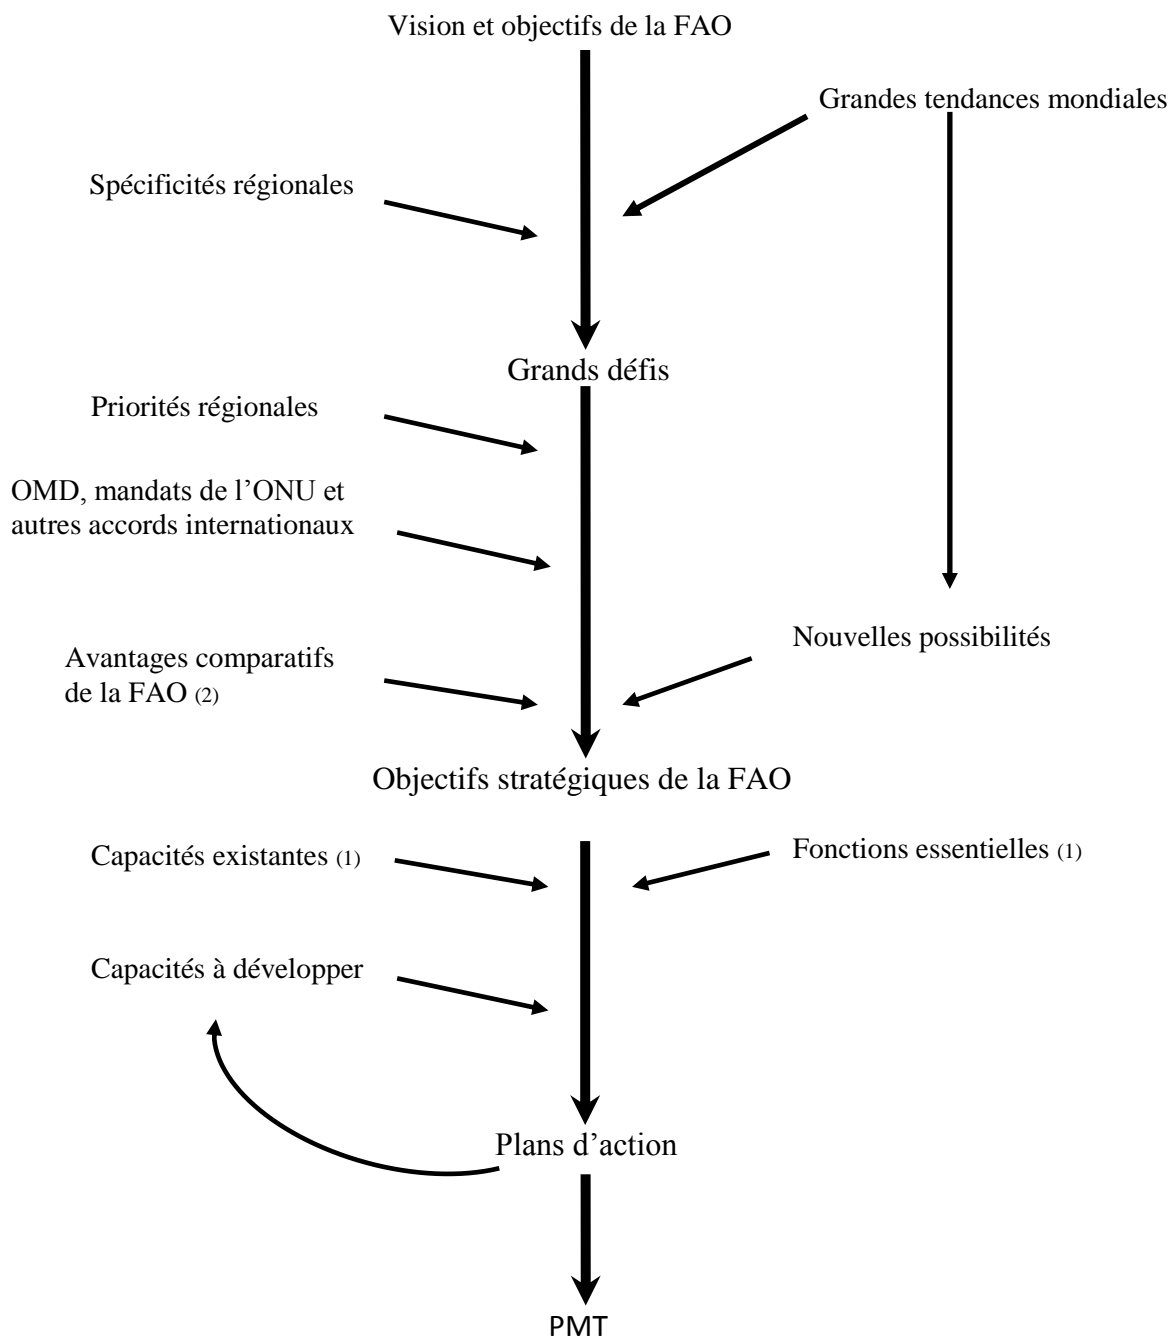 Vision et objectifs de la FAO
Grandes tendances mondiales
Spécificités régionales
Grands défis
Priorités régionales
OMD, mandats de l’ONU et
autres accords internationaux
Nouvelles possibilités
Avantages comparatifs
de la FAO (2)
Objectifs stratégiques de la FAO
Capacités existantes (1)
Fonctions essentielles (1)
Capacités à développer
Plans d’action
PMT